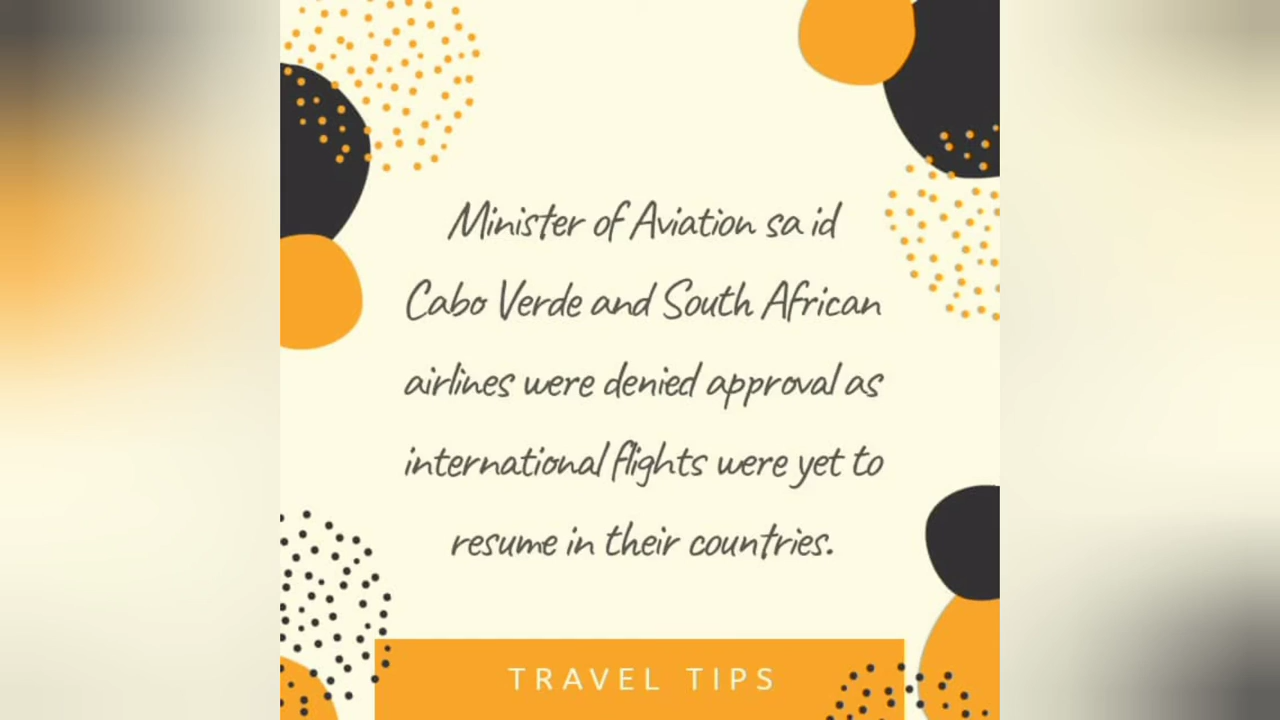 Minister of Aviation sa id
Cabo Verde and South African
airlines were denied approval as
international flights were yet to
resume in their countries.
TRAVEL TIPS